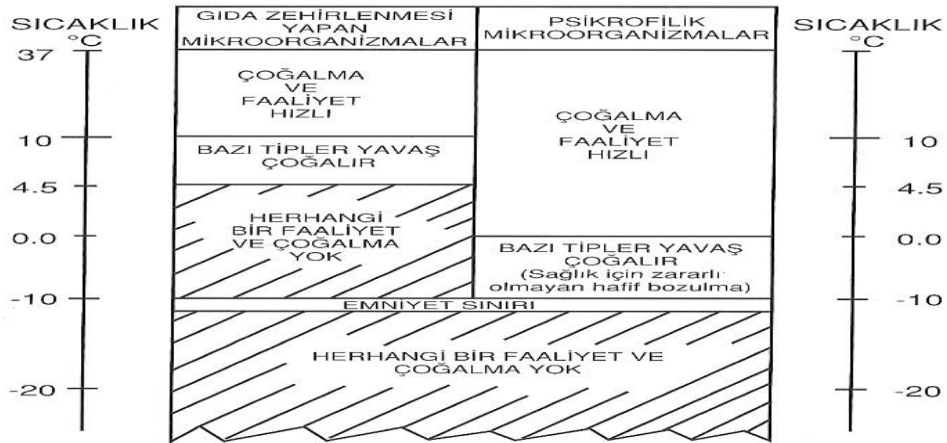 SICAKLIK
°C
37
10
4.5
0.0
-10
-20
GIDA ZEHİRLENMESİ
YAPAN
MİKROORGANİZMALAR
ÇOĞALMA
VE
FAALİYET
HIZLI
BAZI TİPLER YAVAŞ
ÇOĞALIR
HERHANGİ
BİR FAALİYET
VE ÇOĞALMA
YOK
PSİKROFİLİK
MİKROORGANİZMALAR
ÇOĞALMA
VE
FAALİYET
HIZLI
BAZI TİPLER YAVAŞ
ÇOĞALIR
(Sağlık için zararlı
olmayan hafif bozulma)
EMNİYET SINIRI
HERHANGİ BİR FAALİYET VE
ÇOĞALMA YOK
SICAKLIK
°C
10
4.5
0.0
-10
-20